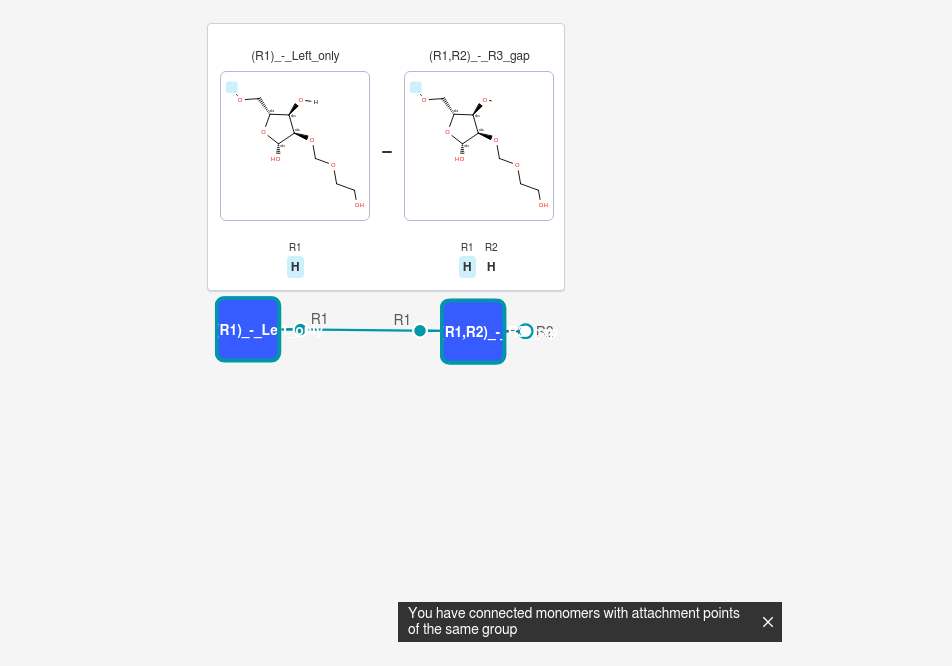 (R1)_-_Left_only (R1,R2)_-_R3_gap
O O H O O HO O OH
O O O O HO O OH
R1 R1 R2
H H H
R1)_-_Le R1 R1 R1,R2)_-_ R2
You have connected monomers with attachment points
of the same group